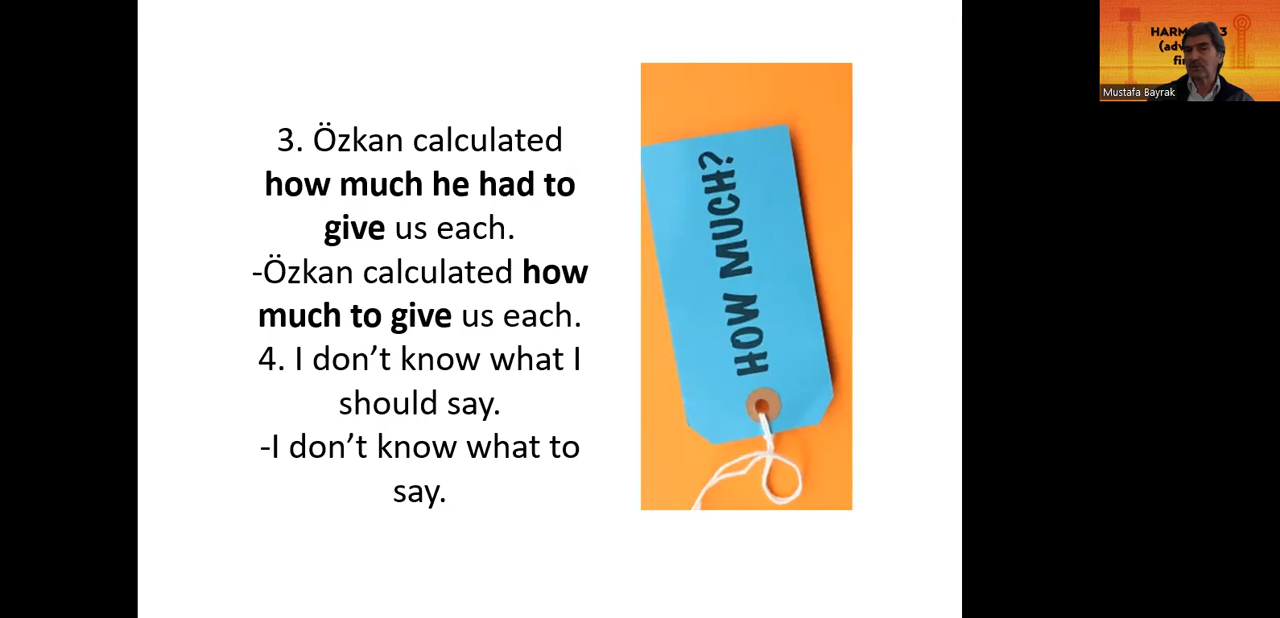 3. Özkan calculated
how much he had to
give us each.
-Özkan calculated how
much to give us each.
4. I don’t know what I
should say.
-I don’t know what to
say.
HOW MUCH?
Mustafa Bayrak